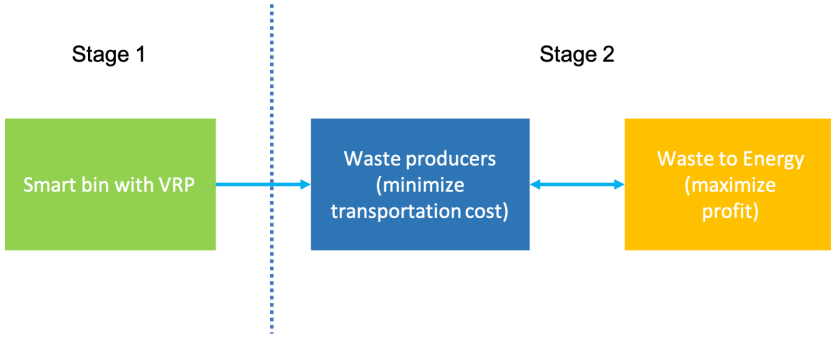 Stage 1
Stage 2
Smart bin with VRP
Waste producers
(minimize
transportation cost)
Waste to Energy
(maximize
profit)